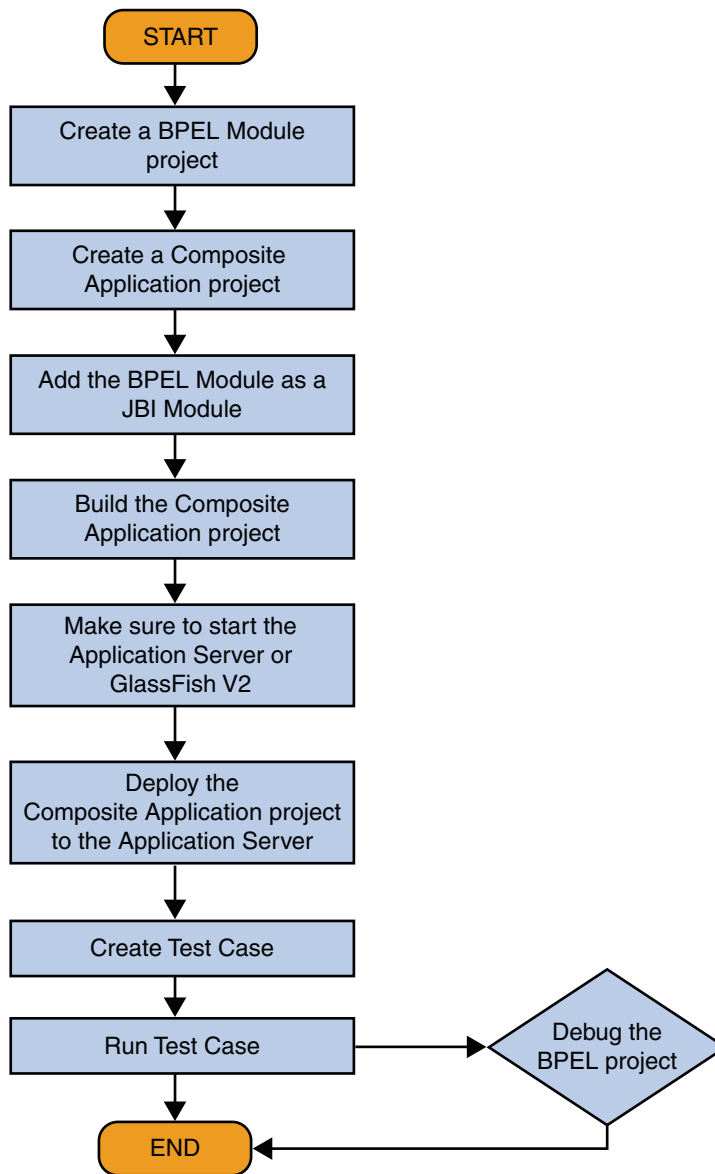 START
Create a BPEL Module
project
Create a Composite
Application project
Add the BPEL Module as a
JBI Module
Build the Composite
Application project
Make sure to start the
Application Server or
GlassFish V2
Deploy the
Composite Application project
to the Application Server
Create Test Case
Run Test Case
Debug the
BPEL project
END